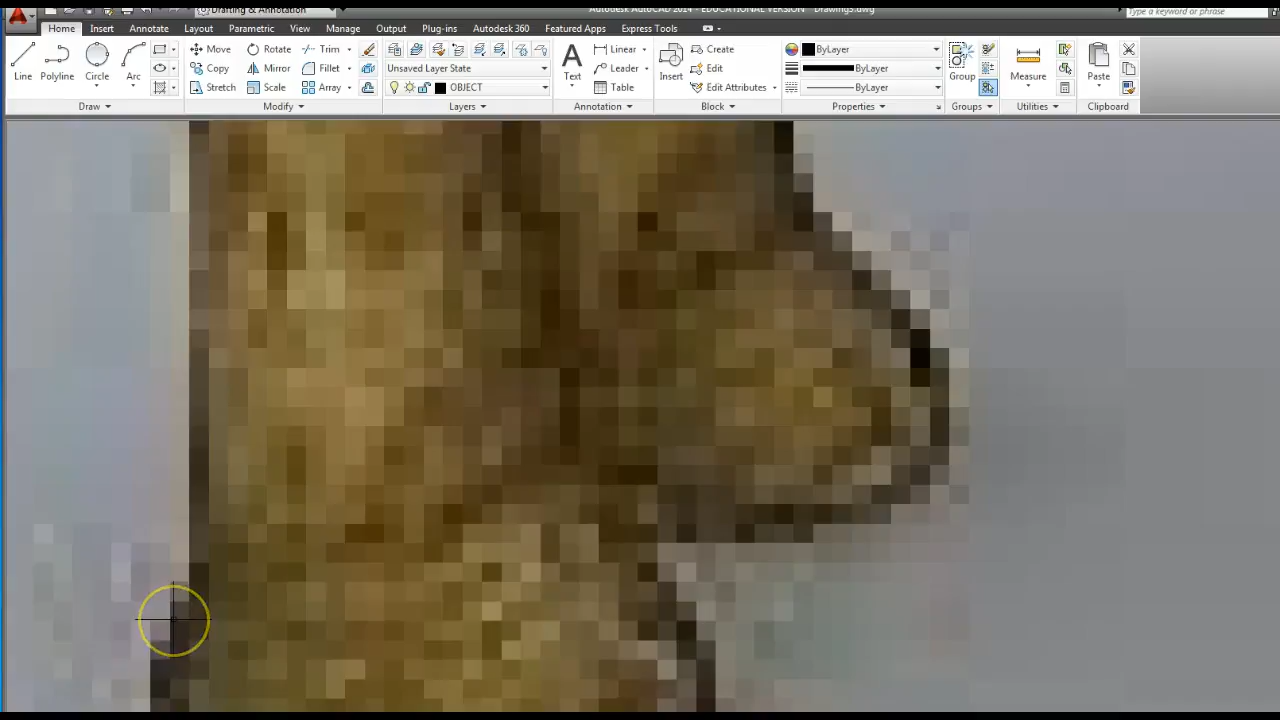 Drafting & Annotation
Autodesk AutoCAD 2014 - EDUCATIONAL VERSION - Drawing3.dwg
Type a keyword or phrase
Home Insert Annotate Layout Parametric View Manage Output Plug-ins Autodesk 360 Featured Apps Express Tools
Line Polyline Circle Arc
Move Rotate Trim
Copy Mirror Fillet
Stretch Scale Array
Unsaved Layer State
OBJECT
Text
Linear
Leader
Table
Insert
Create
Edit
Edit Attributes
ByLayer
ByLayer
ByLayer
Group
Measure
Paste
Draw Modify Layers Annotation Block Properties Groups Utilities Clipboard